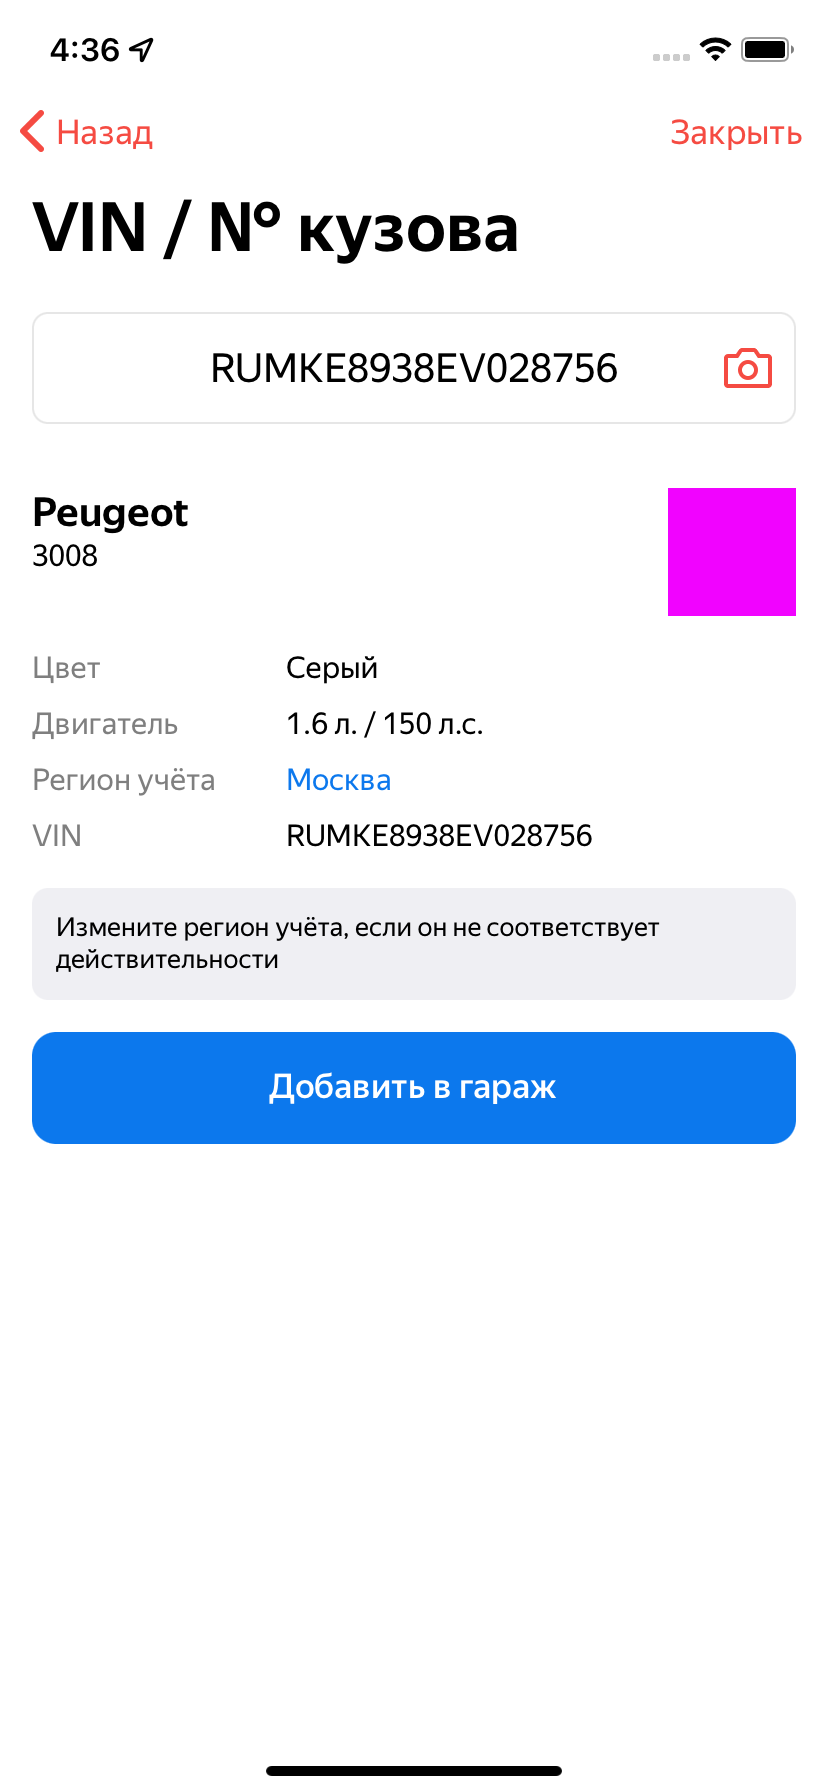 4:36
Назад
Закрыть
VIN / № кузова
RUMKE8938EV028756
Peugeot
3008
Цвет
Серый
Двигатель
1.6 л. / 150 л.с.
Регион учёта
Москва
VIN
RUMKE8938EV028756
Измените регион учёта, если он не соответствует
действительности
Добавить в гараж